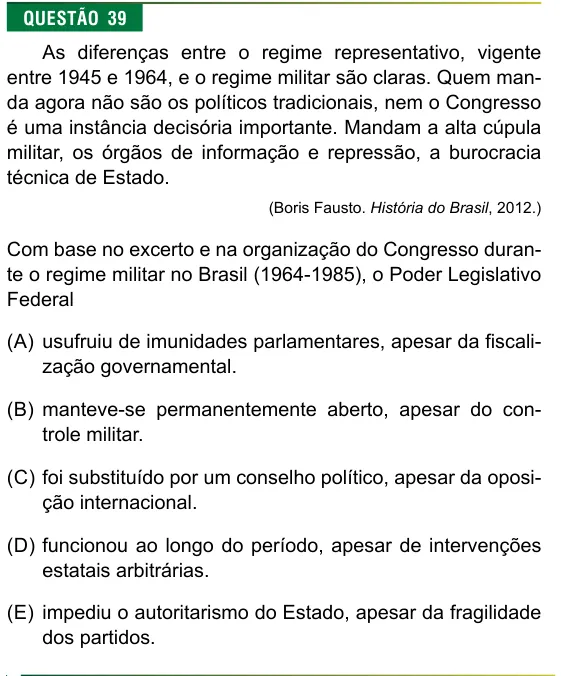 QUESTÃO 39
As diferenças entre o regime representativo, vigente
entre 1945 e 1964, e o regime militar são claras. Quem man-
da agora não são os políticos tradicionais, nem o Congresso
é uma instância decisória importante. Mandam a alta cúpula
militar, os órgãos de informação e repressão, a burocracia
técnica de Estado.
(Boris Fausto. História do Brasil, 2012.)
Com base no excerto e na organização do Congresso duran-
te o regime militar no Brasil (1964-1985), o Poder Legislativo
Federal
(A) usufruiu de imunidades parlamentares, apesar da fiscali-
zação governamental.
(B) manteve-se permanentemente aberto, apesar do con-
trole militar.
(C) foi substituído por um conselho político, apesar da oposi-
ção internacional.
(D) funcionou ao longo do período, apesar de intervenções
estatais arbitrárias.
(E) impediu o autoritarismo do Estado, apesar da fragilidade
dos partidos.